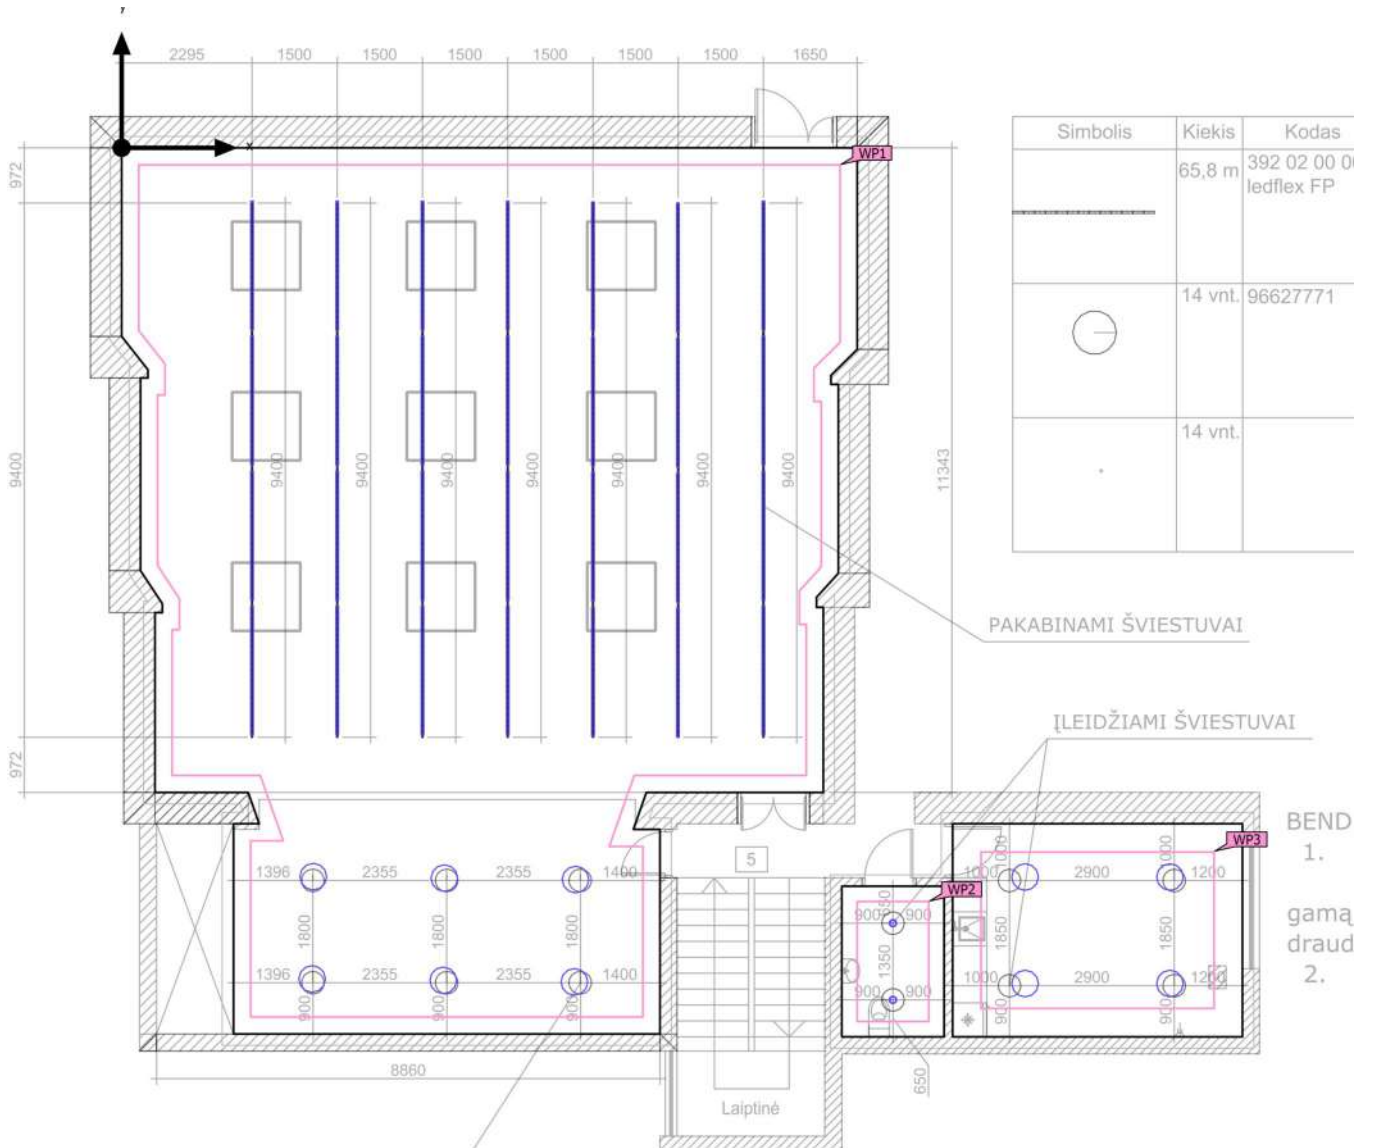 2295 1500 1500 1500 1500 1500 1500 1650
x
WP1
972
9400
972
9400 9400 9400 9400 9400 9400 9400
11343
Simbolis Kiekis Kodas
65,8 m 392 02 00 0
ledflex FP
14 vnt. 96627771
14 vnt.
PAKABINAMI ŠVIESTUVAI
ĮLEIDŽIAMI ŠVIESTUVAI
BEND
1.
gamą
draud
2.
5
WP2
WP3
1396 2355 2355 1400
1800 1800 1800
1396 2355 2355 1400
900 900 900
8860
900 900
1350
900 900
650
1000 1000
1000 2900 1200
1850 1850
1000 2900 1200
900 900
Laiptinė